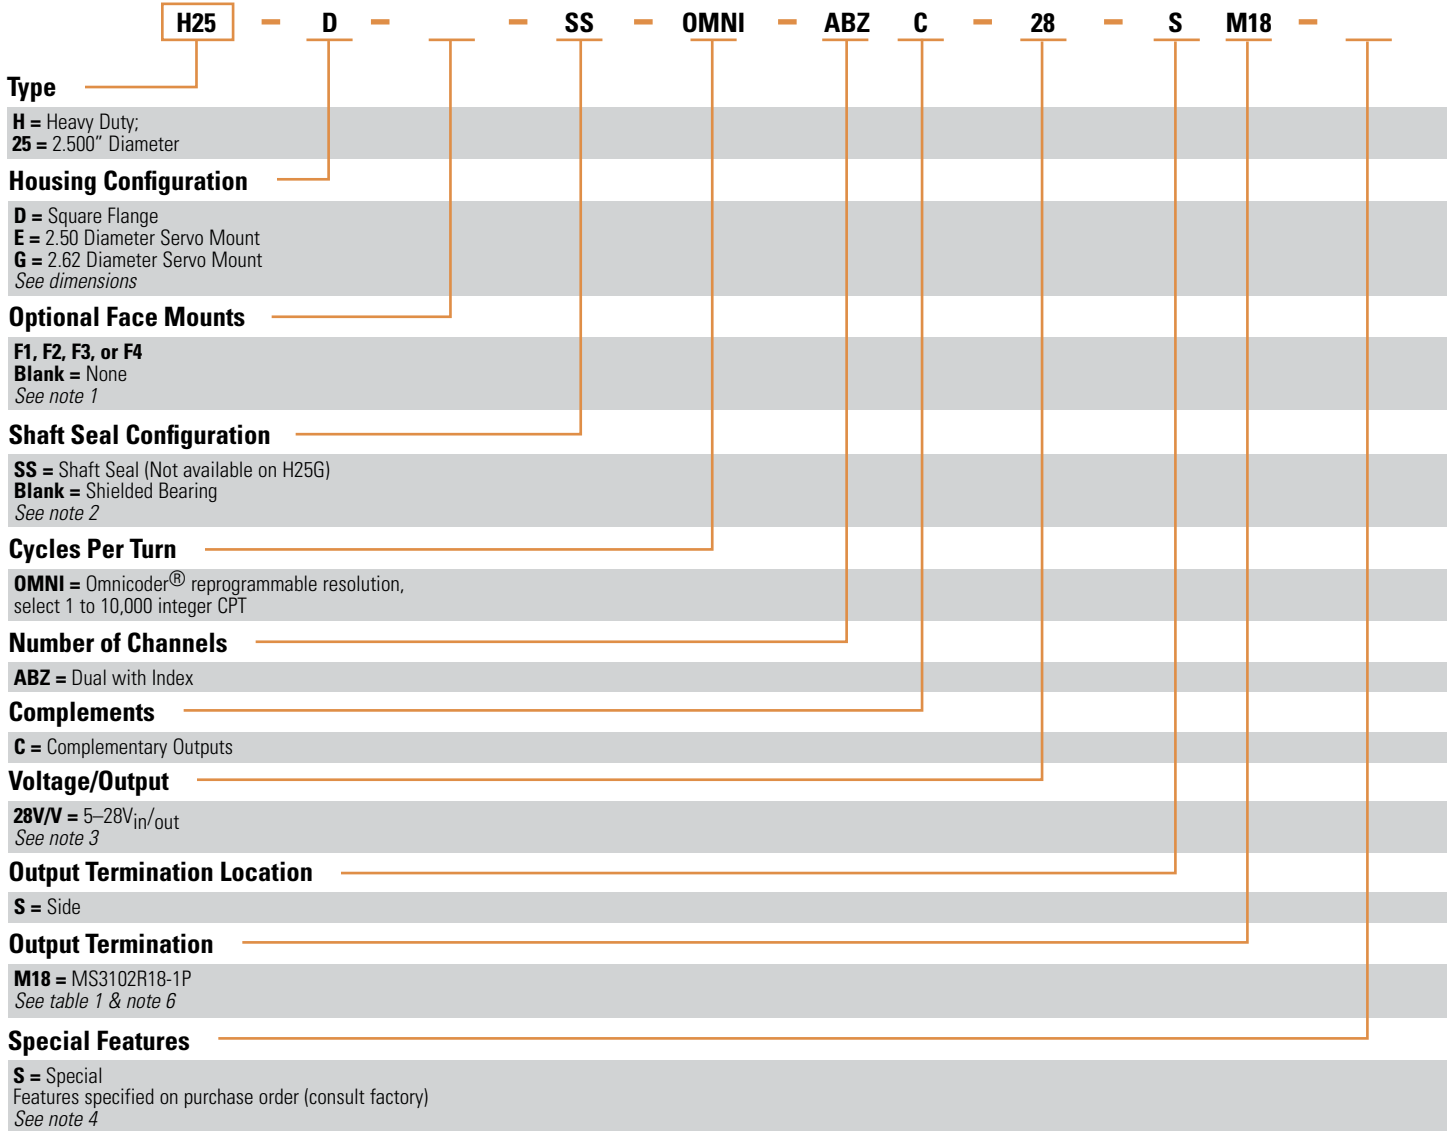 H25 – D – – SS – OMNI – ABZ C – 28 – S M18 –
Type
H = Heavy Duty;
25 = 2.500” Diameter
Housing Configuration
D = Square Flange
E = 2.50 Diameter Servo Mount
G = 2.62 Diameter Servo Mount
See dimensions
Optional Face Mounts
F1, F2, F3, or F4
Blank = None
See note 1
Shaft Seal Configuration
SS = Shaft Seal (Not available on H25G)
Blank = Shielded Bearing
See note 2
Cycles Per Turn
OMNI = Omnicoder® reprogrammable resolution,
select 1 to 10,000 integer CPT
Number of Channels
ABZ = Dual with Index
Complements
C = Complementary Outputs
Voltage/Output
28V/V = 5–28Vin/out
See note 3
Output Termination Location
S = Side
Output Termination
M18 = MS3102R18-1P
See table 1 & note 6
Special Features
S = Special
Features specified on purchase order (consult factory)
See note 4